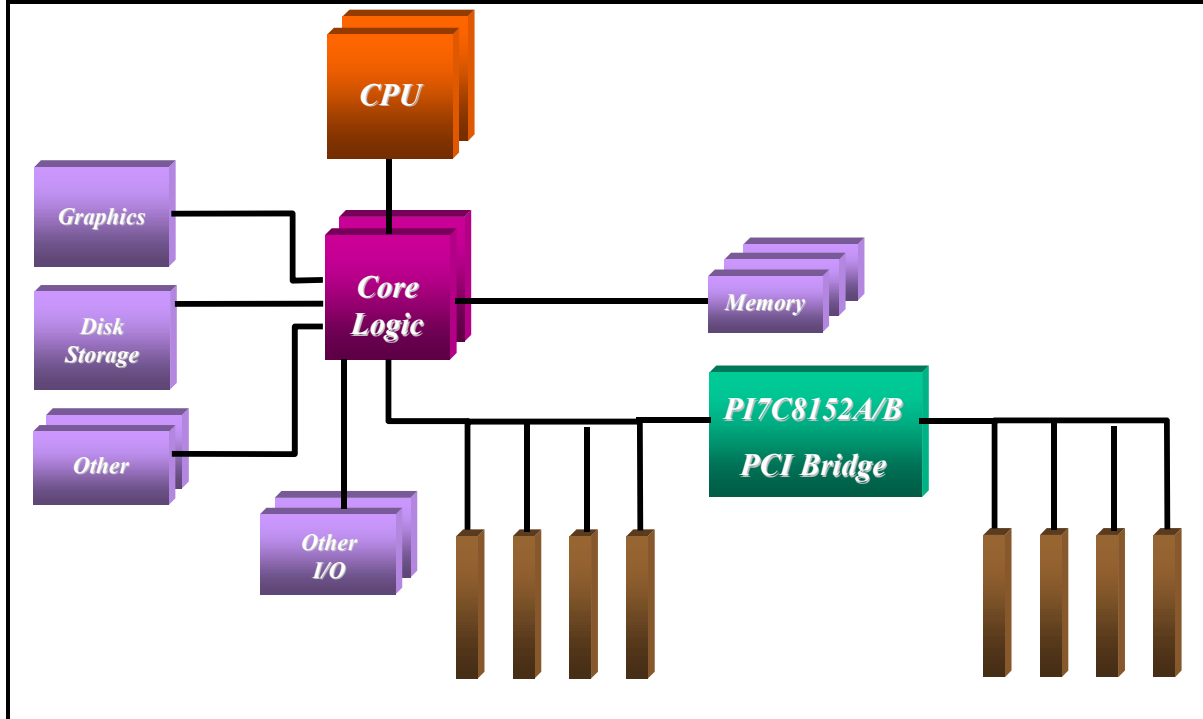 CPU
Graphics
Core
Logic
Disk
Storage
Memory
Other
PI7C8152A/B
PCI Bridge
Other
I/O